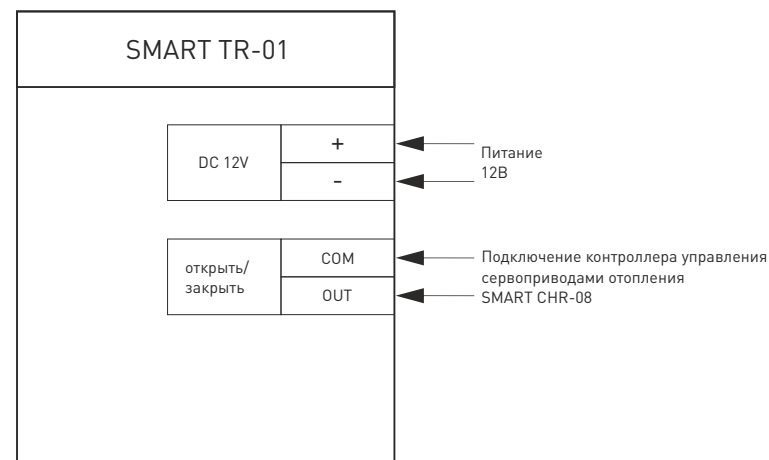 SMART TR-01
DC 12V
+
-
Питание
12В
открыть/
закрыть
COM
OUT
Подключение контроллера управления
сервоприводами отопления
SMART CHR-08